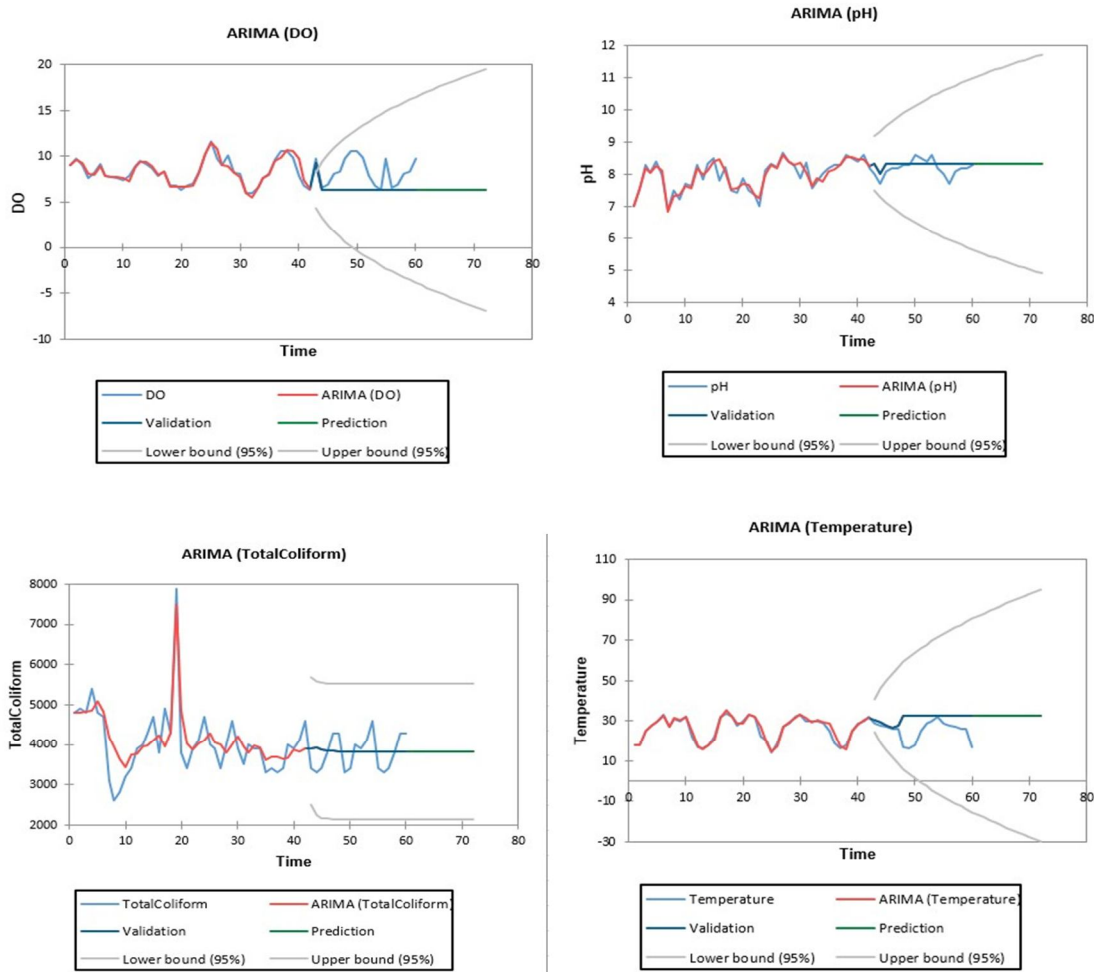 ARIMA (DO)
20
15
10
5
0
-5
-10
0 10 20 30 40 50 60 70 80
DO
Time
DO ARIMA (DO)
Validation Prediction
Lower bound (95%) Upper bound (95%)
ARIMA (pH)
12
11
10
9
8
7
6
5
4
0 10 20 30 40 50 60 70 80
pH
Time
pH ARIMA (pH)
Validation Prediction
Lower bound (95%) Upper bound (95%)
ARIMA (TotalColiform)
8000
7000
6000
5000
4000
3000
2000
0 10 20 30 40 50 60 70 80
TotalColiform
Time
TotalColiform ARIMA (TotalColiform)
Validation Prediction
Lower bound (95%) Upper bound (95%)
ARIMA (Temperature)
110
90
70
50
30
10
-10
-30
0 10 20 30 40 50 60 70 80
Temperature
Time
Temperature ARIMA (Temperature)
Validation Prediction
Lower bound (95%) Upper bound (95%)